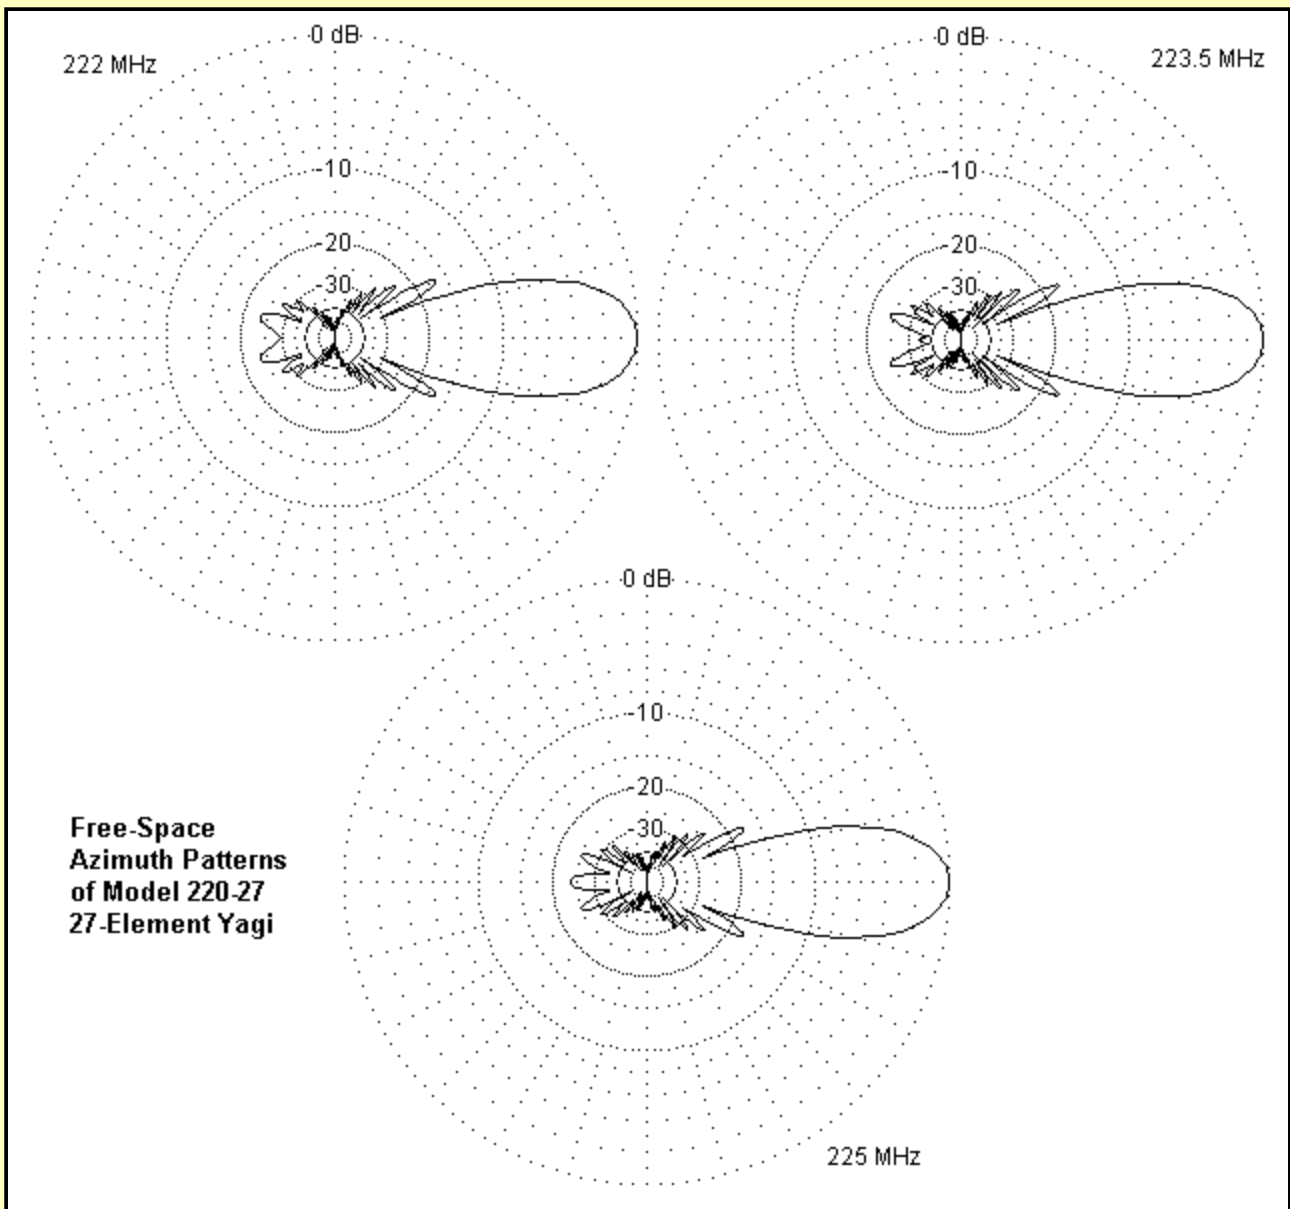 0 dB
222 MHz
-10
-20
-30
0 dB
223.5 MHz
-10
-20
-30
0 dB
-10
-20
-30
Free-Space
Azimuth Patterns
of Model 220-27
27-Element Yagi
225 MHz